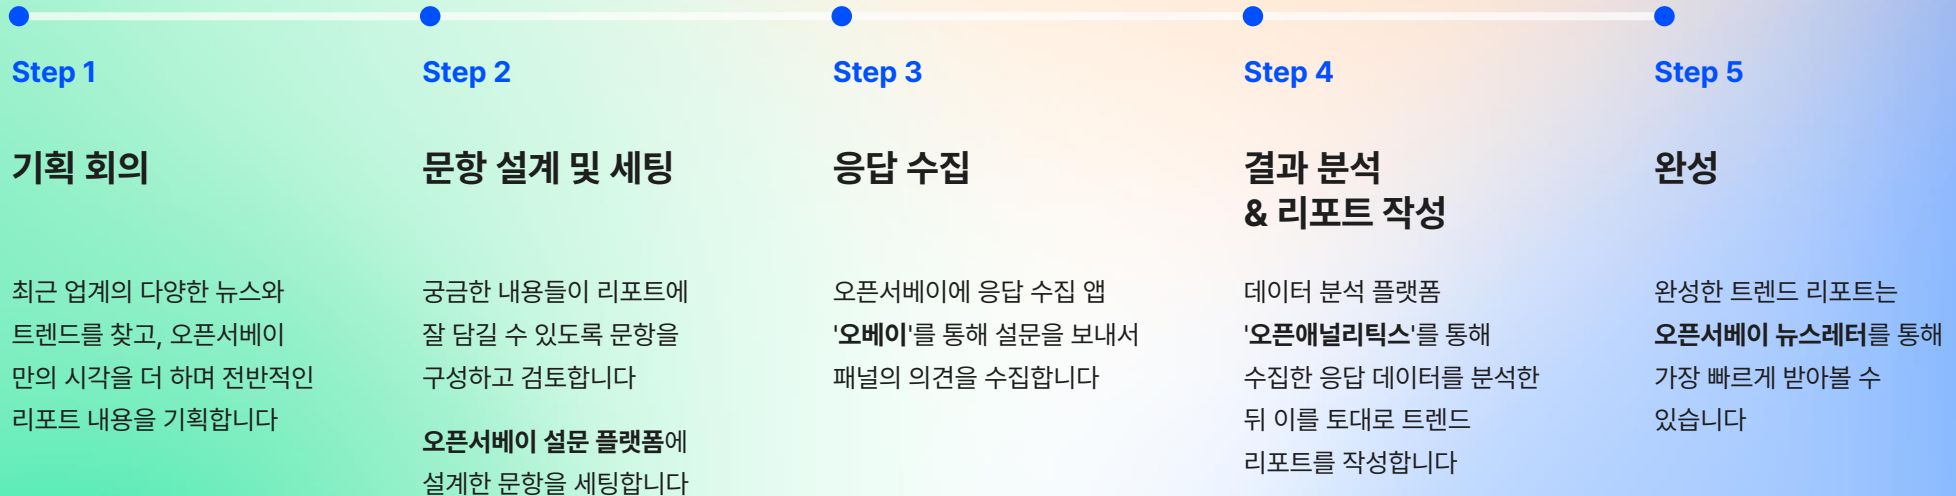 Step 1
기획 회의
최근 업계의 다양한 뉴스와
트렌드를 찾고, 오픈서베이
만의 시각을 더 하며 전반적인
리포트 내용을 기획합니다
Step 2
문항 설계 및 세팅
궁금한 내용들이 리포트에
잘 담길 수 있도록 문항을
구성하고 검토합니다
오픈서베이 설문 플랫폼에
설계한 문항을 세팅합니다
Step 3
응답 수집
오픈서베이에 응답 수집 앱
'오베이'를 통해 설문을 보내서
패널의 의견을 수집합니다
Step 4
결과 분석
& 리포트 작성
데이터 분석 플랫폼
'오픈애널리틱스'를 통해
수집한 응답 데이터를 분석한
뒤 이를 토대로 트렌드
리포트를 작성합니다
Step 5
완성
완성한 트렌드 리포트는
오픈서베이 뉴스레터를 통해
가장 빠르게 받아볼 수
있습니다